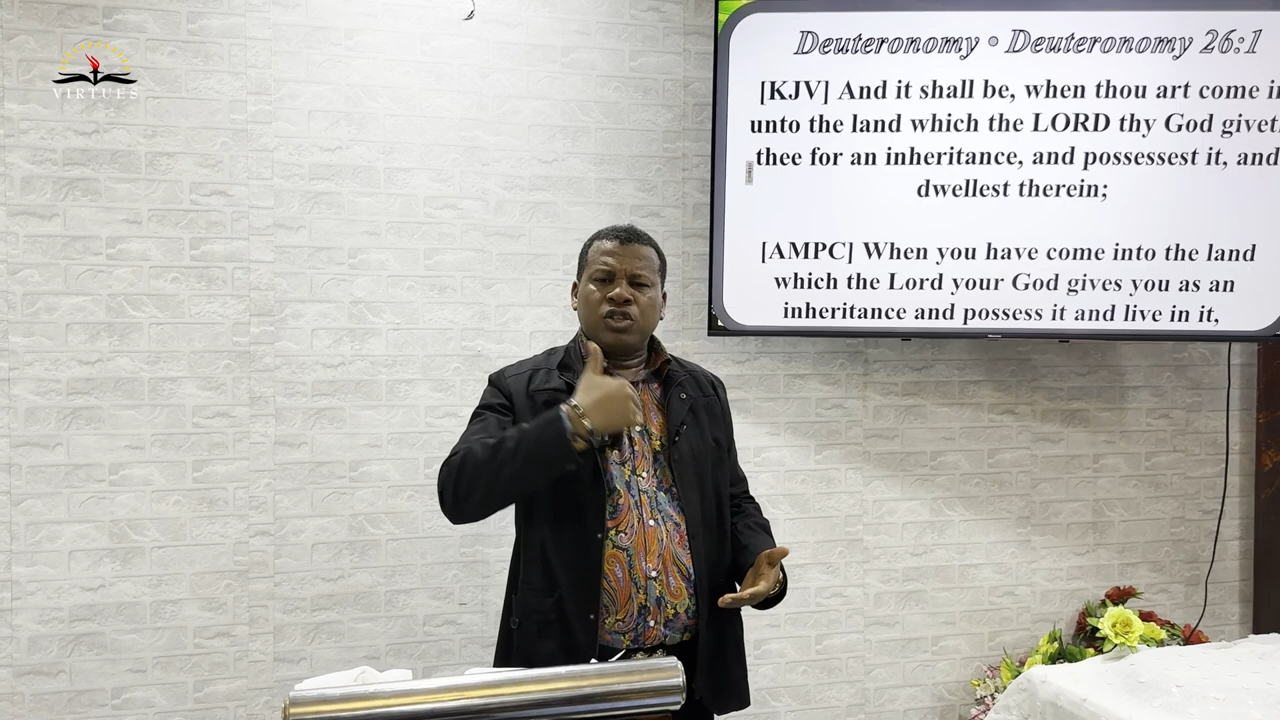 VIRTUES
Deuteronomy • Deuteronomy 26:1
[KJV] And it shall be, when thou art come in
unto the land which the LORD thy God giveth
thee for an inheritance, and possessest it, and
dwellest therein;
[AMPC] When you have come into the land
which the Lord your God gives you as an
inheritance and possess it and live in it,